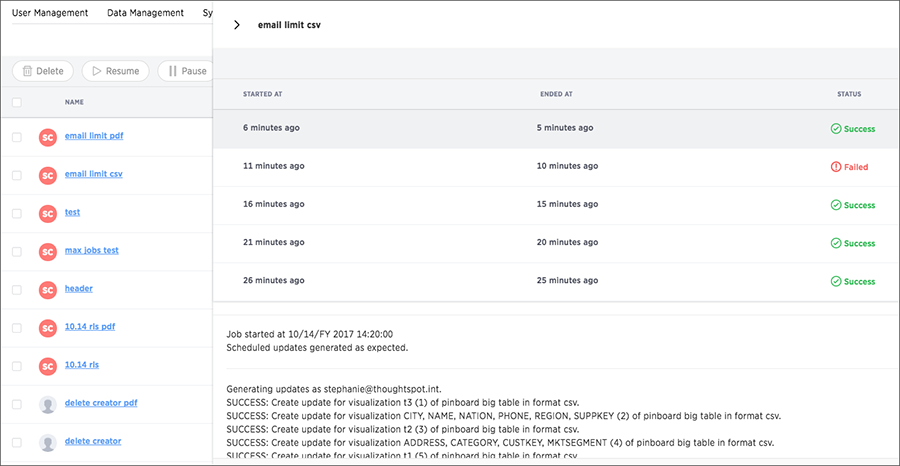 User Management Data Management Sy
email limit csv
Delete Resume Pause
NAME
STARTED AT ENDED AT STATUS
SC email limit pdf
6 minutes ago 5 minutes ago Success
SC email limit csv
11 minutes ago 10 minutes ago Failed
SC test
16 minutes ago 15 minutes ago Success
SC max jobs test
21 minutes ago 20 minutes ago Success
SC header
26 minutes ago 25 minutes ago Success
SC 10.14 rls pdf
SC 10.14 rls
delete creator pdf
delete creator
Job started at 10/14/FY 2017 14:20:00
Scheduled updates generated as expected.
Generating updates as stephanie@thoughtspot.int.
SUCCESS: Create update for visualization t3 (1) of pinboard big table in format csv.
SUCCESS: Create update for visualization CITY, NAME, NATION, PHONE, REGION, SUPPKEY (2) of pinboard big table in format csv.
SUCCESS: Create update for visualization t2 (3) of pinboard big table in format csv.
SUCCESS: Create update for visualization ADDRESS, CATEGORY, CUSTKEY, MKTSEGMENT (4) of pinboard big table in format csv.
SUCCESS: Create update for visualization t1 (5) of pinboard big table in format csv.